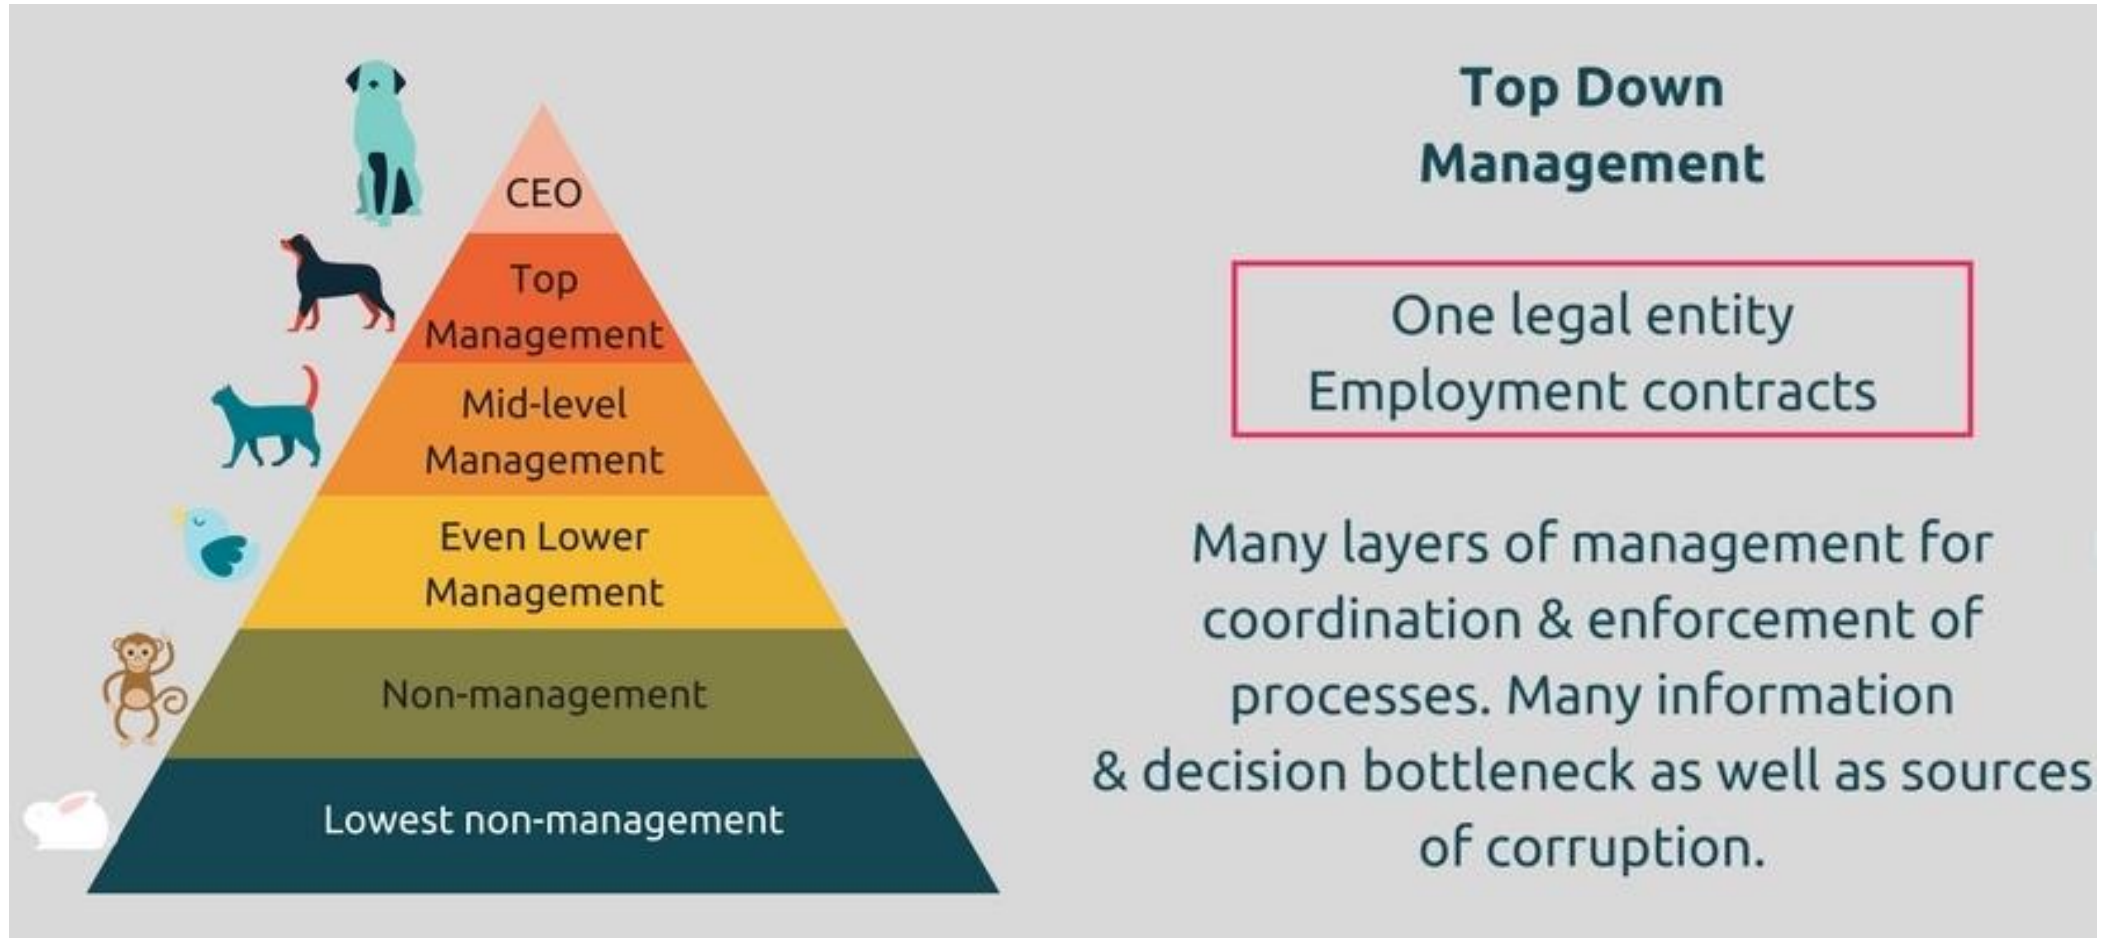 CEO
Top
Management
Mid-level
Management
Even Lower
Management
Non-management
Lowest non-management
Top Down
Management
One legal entity
Employment contracts
Many layers of management for
coordination & enforcement of
processes. Many information
& decision bottleneck as well as sources
of corruption.